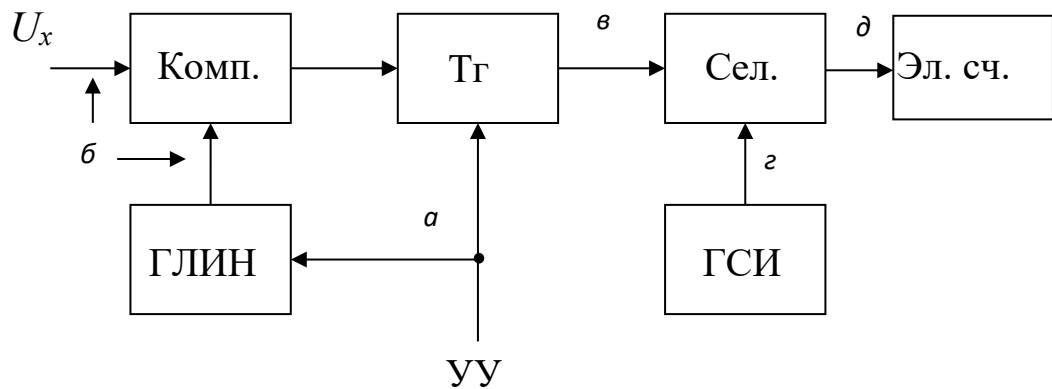 Uₓ
Комп.
Тг
в
Сел.
д
Эл. сч.
б
а
г
ГЛИН
ГСИ
УУ